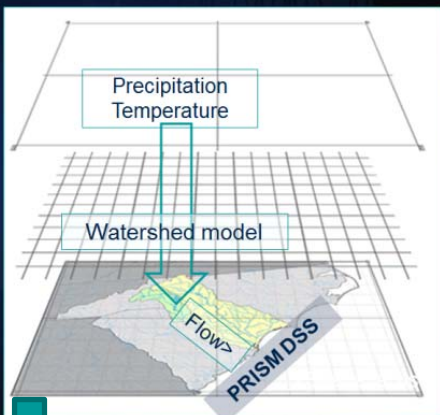 Precipitation
Temperature
Watershed model
Flow>
PRISM DSS